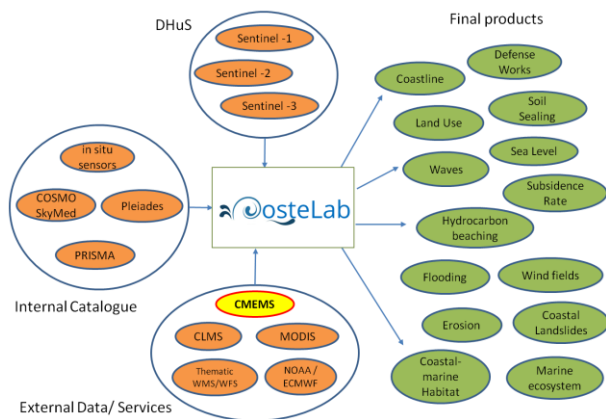 DHuS
Sentinel -1
Sentinel -2
Sentinel -3
Final products
Defense
Works
Coastline
Soil
Sealing
Land Use
Sea Level
Waves
Subsidence
Rate
Hydrocarbon
beaching
Flooding
Wind fields
Erosion
Coastal
Landslides
Coastal-
marine
Habitat
Marine
ecosystem
in situ
sensors
COSMO
SkyMed
Pleiades
PRISMA
Internal Catalogue
CosteLab
CMEMS
CLMS
MODIS
Thematic
WMS/WFS
NOAA /
ECMWF
External Data/ Services